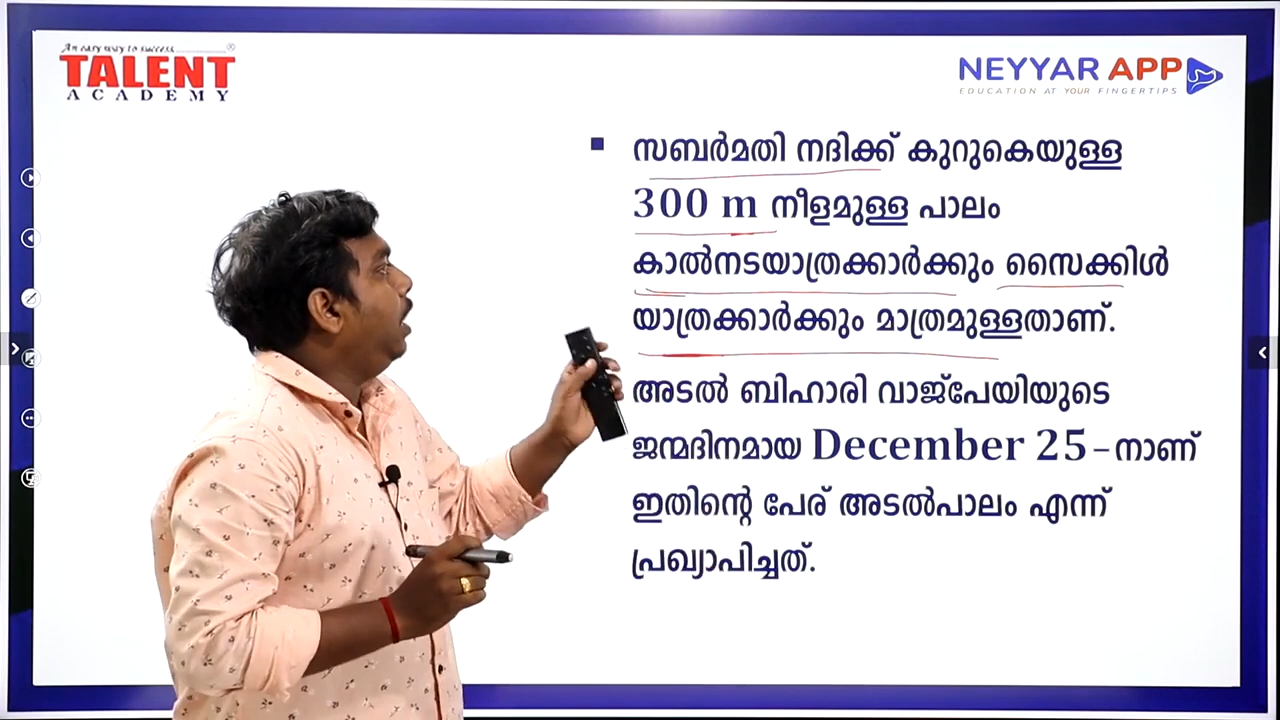 An easy way to success
TALENT
ACADEMY
NEYYAR APP
EDUCATION AT YOUR FINGERTIPS
സബർമതി നദിക്ക് കുറുകെയുള്ള
300 m നീളമുള്ള പാലം
കാൽനടയാത്രക്കാർക്കും സൈക്കിൾ
യാത്രക്കാർക്കും മാത്രമുള്ളതാണ്.
അടൽ ബിഹാരി വാജ്പേയിയുടെ
ജന്മദിനമായ December 25 – നാണ്
ഇതിന്റെ പേര് അടൽപാലം എന്ന്
പ്രഖ്യാപിച്ചത്.